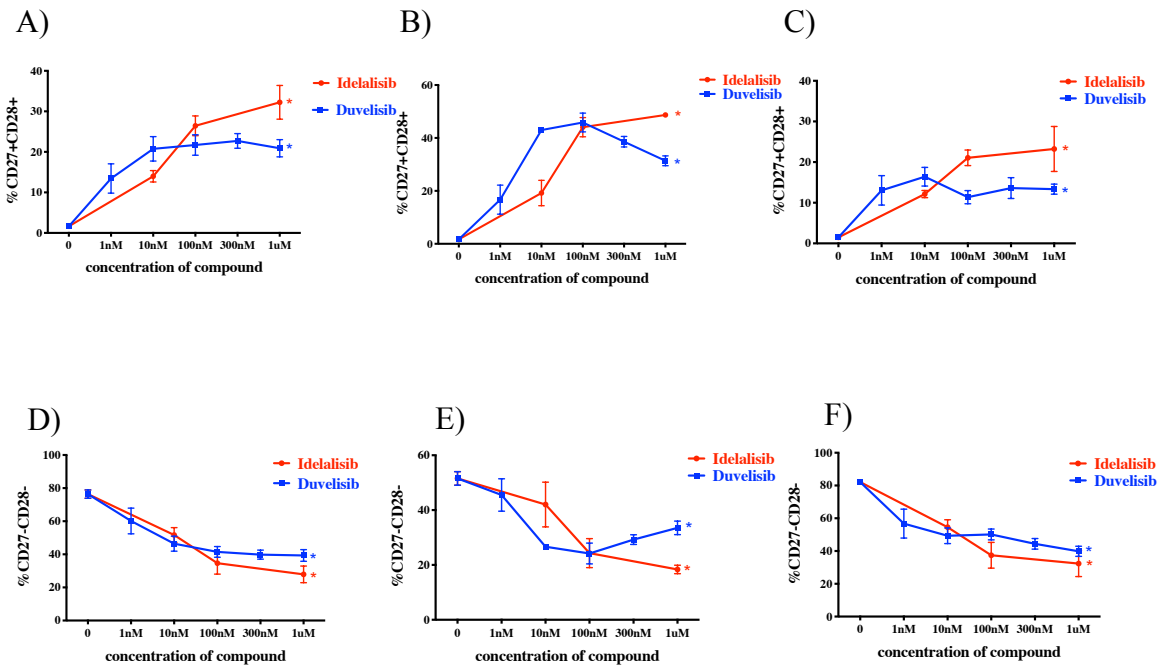 A)
B)
C)
%CD27+CD28+
40
30
20
10
0
0 1nM 10nM 100nM 300nM 1uM
concentration of compound
Idelalisib
Duvelisib
*
*
%CD27+CD28+
60
40
20
0
0 1nM 10nM 100nM 300nM 1uM
concentration of compound
Idelalisib
Duvelisib
*
*
%CD27+CD28+
40
30
20
10
0
0 1nM 10nM 100nM 300nM 1uM
concentration of compound
Idelalisib
Duvelisib
*
*
D)
E)
F)
%CD27-CD28-
100
80
60
40
20
0
0 1nM 10nM 100nM 300nM 1uM
concentration of compound
Idelalisib
Duvelisib
*
*
%CD27-CD28-
60
40
20
0
0 1nM 10nM 100nM 300nM 1uM
concentration of compound
Idelalisib
Duvelisib
*
*
%CD27-CD28-
100
80
60
40
20
0
0 1nM 10nM 100nM 300nM 1uM
concentration of compound
Idelalisib
Duvelisib
*
*